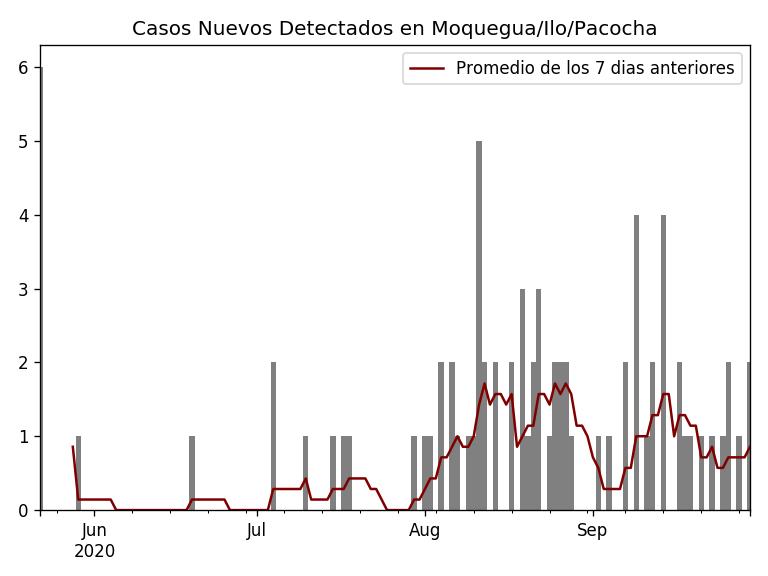 Casos Nuevos Detectados en Moquegua/Ilo/Pacocha
Promedio de los 7 dias anteriores
6
5
4
3
2
1
0
Jun Jul Aug Sep
2020